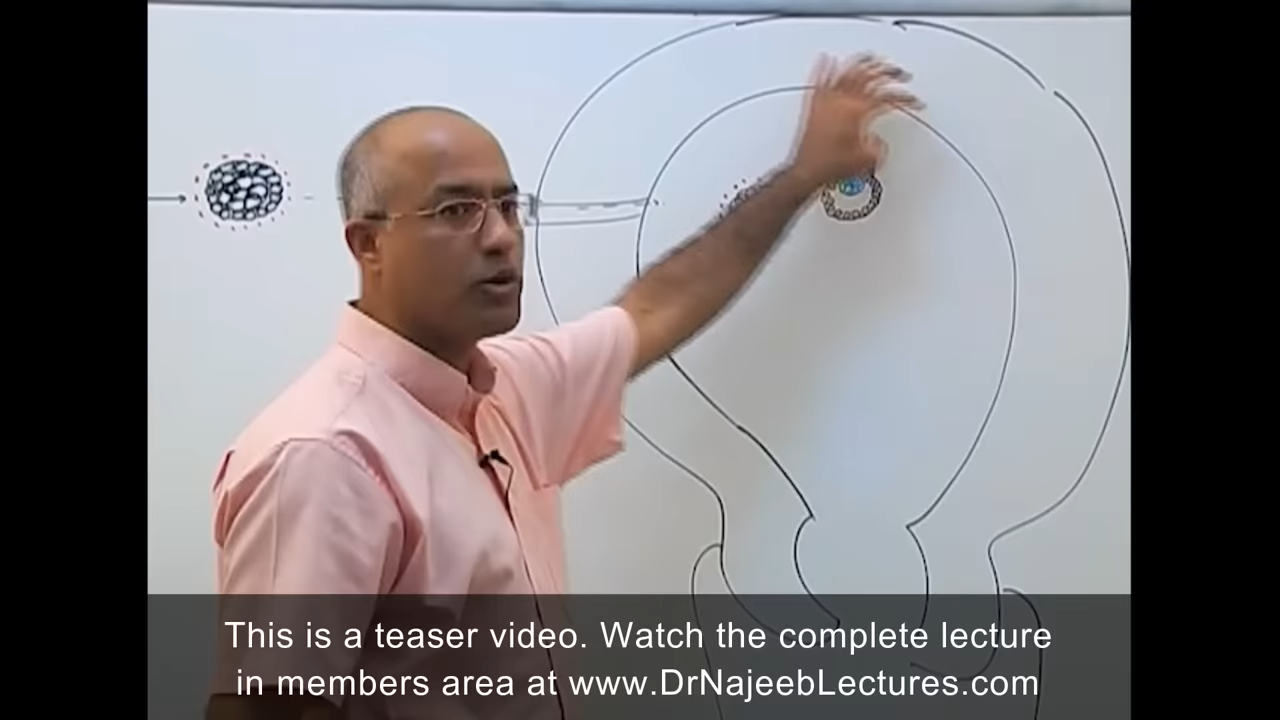 This is a teaser video. Watch the complete lecture
in members area at www.DrNajeebLectures.com